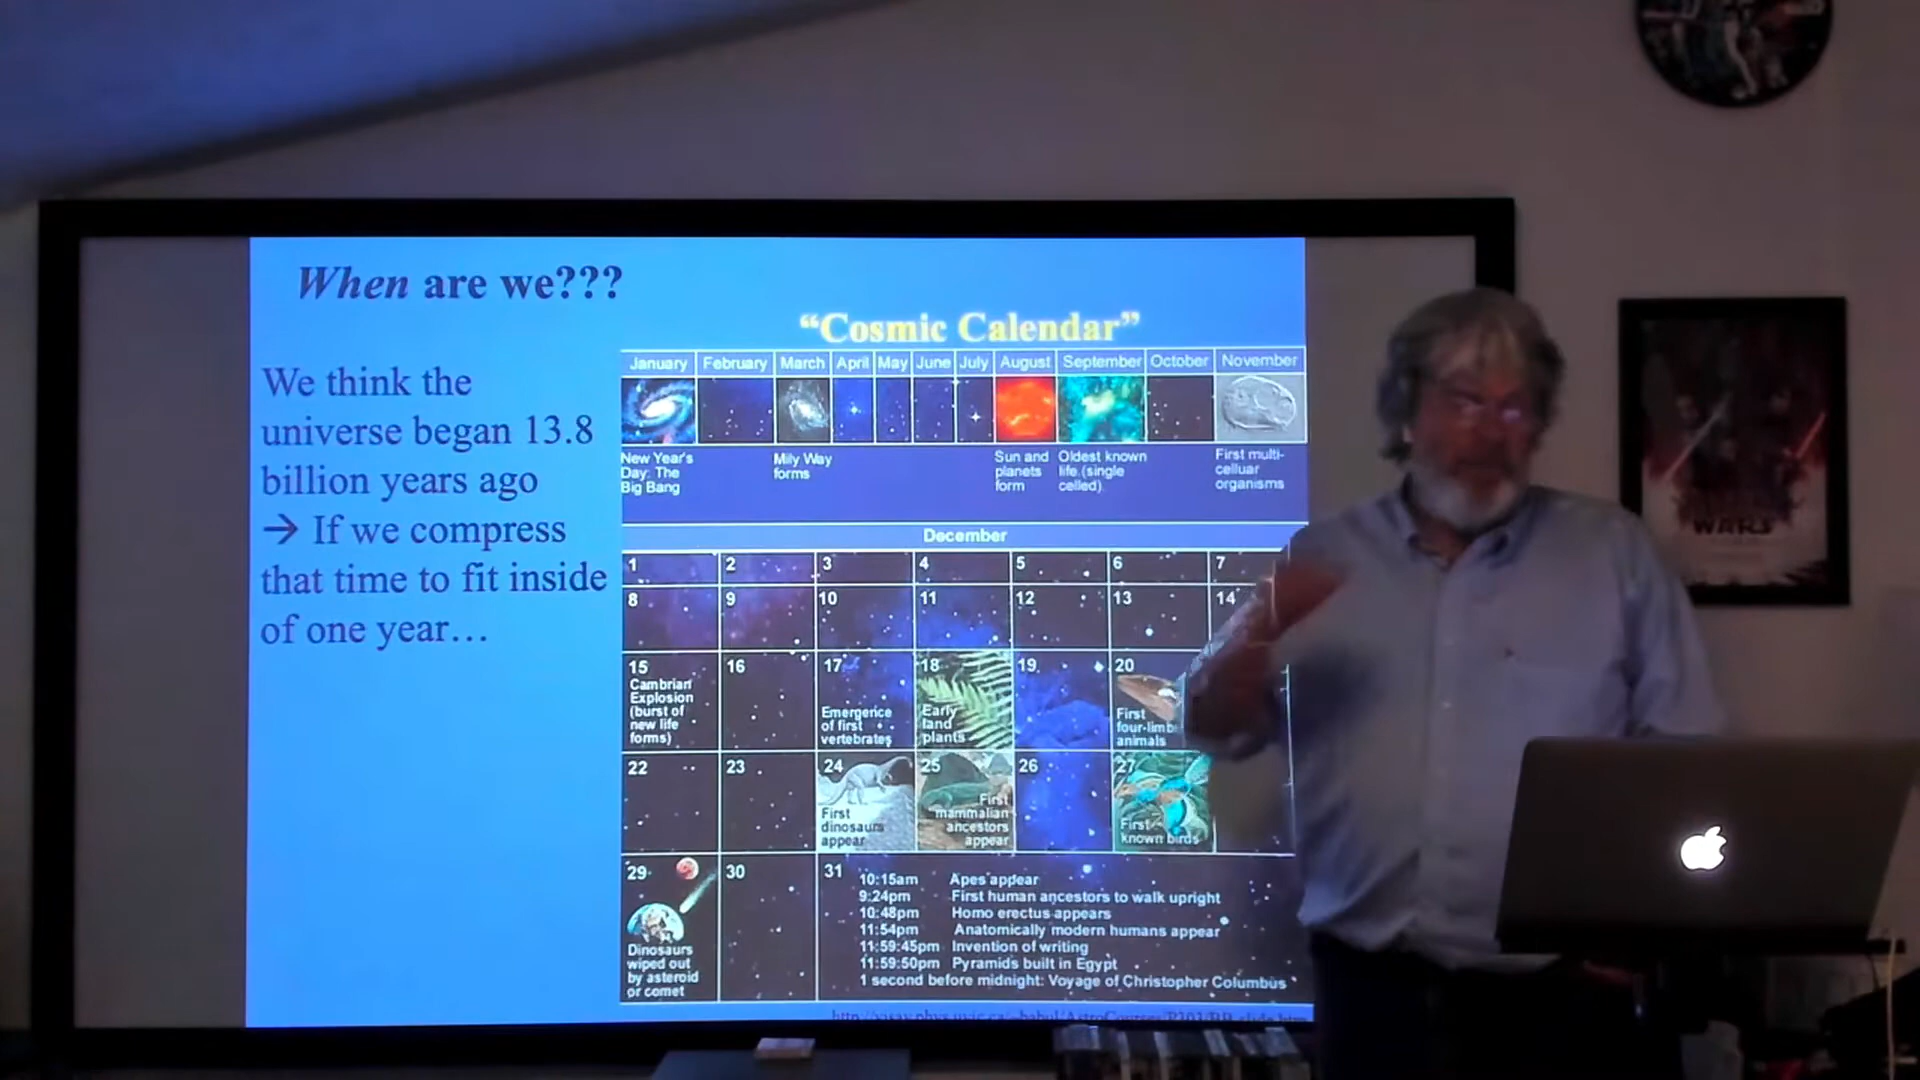 When are we???
"Cosmic Calendar"
We think the
universe began 13.8
billion years ago
→ If we compress
that time to fit inside
of one year...
January February March April May June July August September October November
New Year's
Day: The
Big Bang
Mily Way
forms
Sun and
planets
form
Oldest known
life (single
celled)
First multi-
celluar
organisms
December
1 2 3 4 5 6 7
8 9 10 11 12 13 14
15
Cambrian
Explosion
(burst of
new life
forms)
16
17
Emergence
of first
vertebrates
18
Early
land
plants
19
20
First
four-limb
animals
22 23
24
First
dinosaurs
appear
25
First
mammalian
ancestors
appear
26
27
First
known birds
29
Dinosaurs
wiped out
by asteroid
or comet
30
31
10:15am Apes appear
9:24pm First human ancestors to walk upright
10:48pm Homo erectus appears
11:54pm Anatomically modern humans appear
11:59:45pm Invention of writing
11:59:50pm Pyramids built in Egypt
1 second before midnight: Voyage of Christopher Columbus
WARS